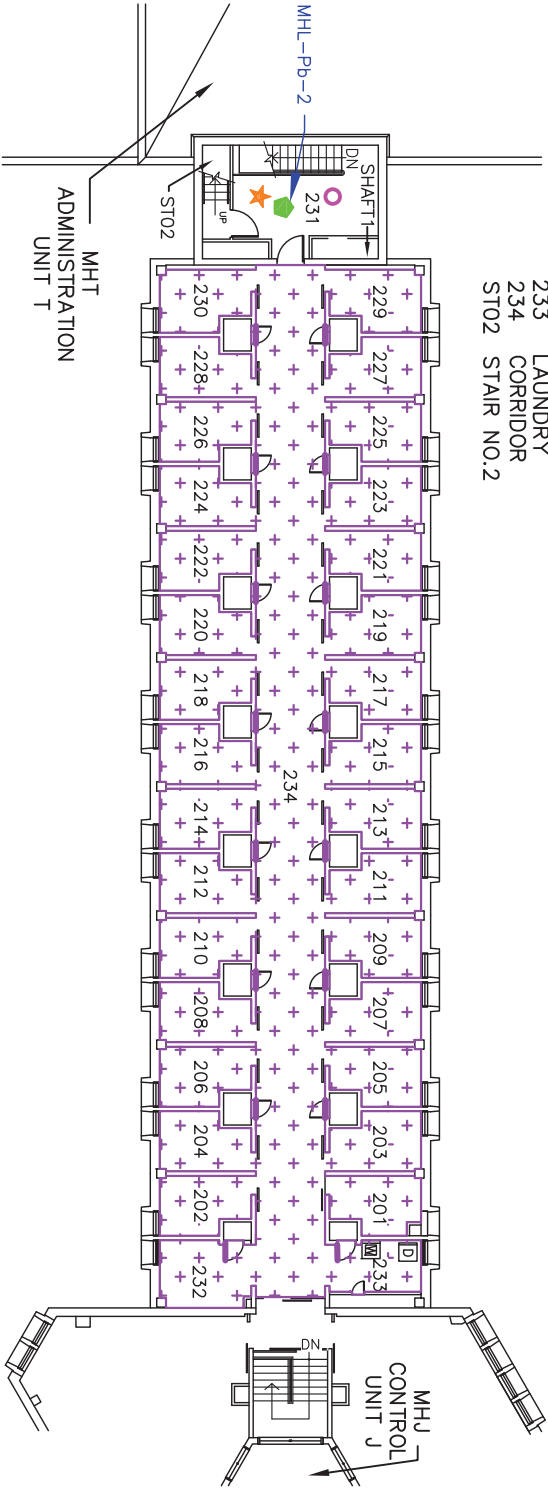 233 LAUNDRY
234 CORRIDOR
ST02 STAIR NO.2
MHL-Pb-2
MHT
ADMINISTRATION
UNIT T
ST02
SHAFT1
DN
UP
231
229
227
225
223
221
219
217
215
213
211
209
207
205
203
201
233
W
D
234
230
228
226
224
222
220
218
216
214
212
210
208
206
204
202
232
DN
MHJ
CONTROL
UNIT J